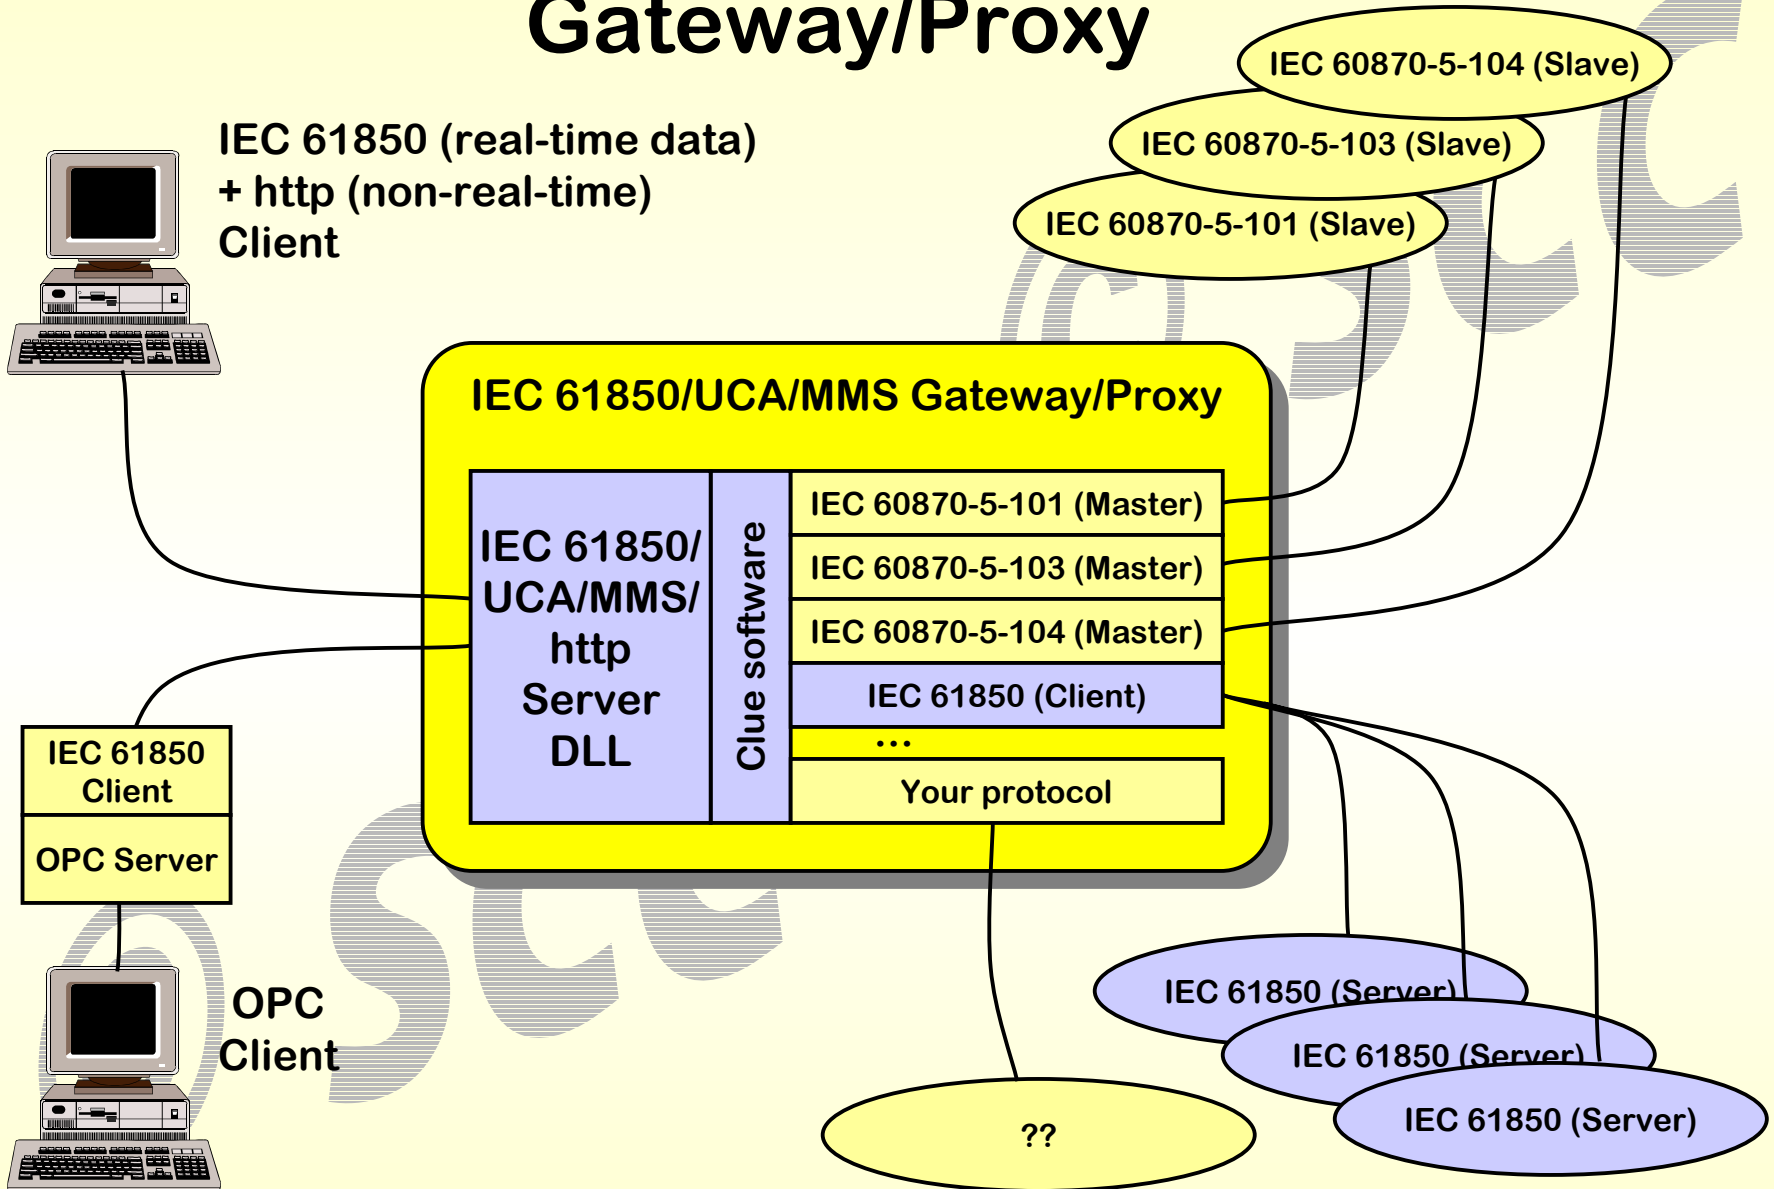 Gateway/Proxy
IEC 60870-5-104 (Slave)
IEC 60870-5-103 (Slave)
IEC 60870-5-101 (Slave)
IEC 61850 (real-time data)
+ http (non-real-time)
Client
IEC 61850/UCA/MMS Gateway/Proxy
IEC 61850/
UCA/MMS/
http
Server
DLL
Clue software
IEC 60870-5-101 (Master)
IEC 60870-5-103 (Master)
IEC 60870-5-104 (Master)
IEC 61850 (Client)
...
Your protocol
IEC 61850
Client
OPC Server
OPC
Client
IEC 61850 (Server)
IEC 61850 (Server)
IEC 61850 (Server)
??
© SCC